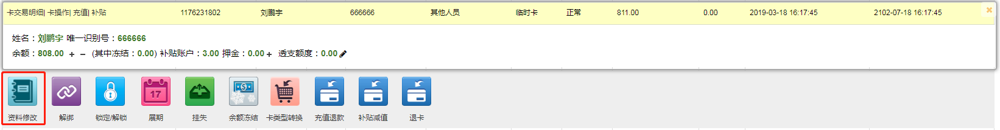 卡交易明细| 卡操作| 充值| 补贴 1176231802 刘鹏宇 666666 其他人员 临时卡 正常 811.00 0.00 2019-03-18 16:17:45 2102-07-18 16:17:45
姓名：刘鹏宇 唯一识别号：666666
余额：808.00 + － (其中冻结：0.00) 补贴账户：3.00 押金：0.00 + 透支额度：0.00
17
资料修改 解绑 锁定/解锁 展期 挂失 余额冻结 卡类型转换 充值退款 补贴减值 退卡